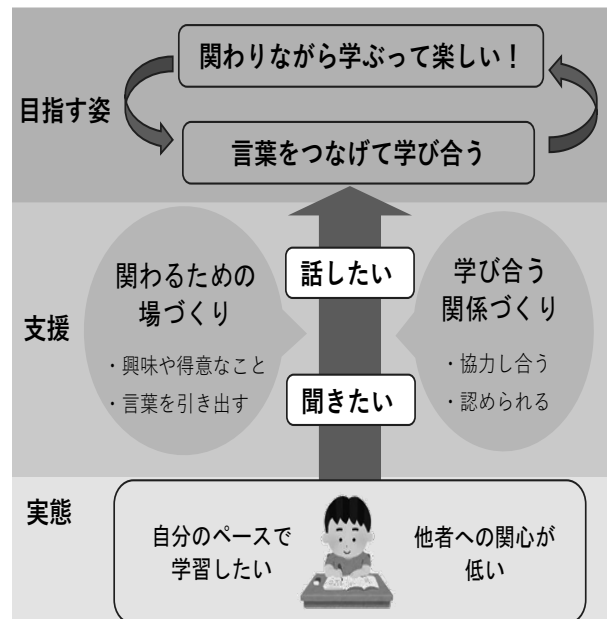 関わりながら学ぶって楽しい！
目指す姿
言葉をつなげて学び合う
関わるための
場づくり
・興味や得意なこと
・言葉を引き出す
話したい
学び合う
関係づくり
・協力し合う
・認められる
支援
聞きたい
実態
自分のペースで
学習したい
他者への関心が
低い